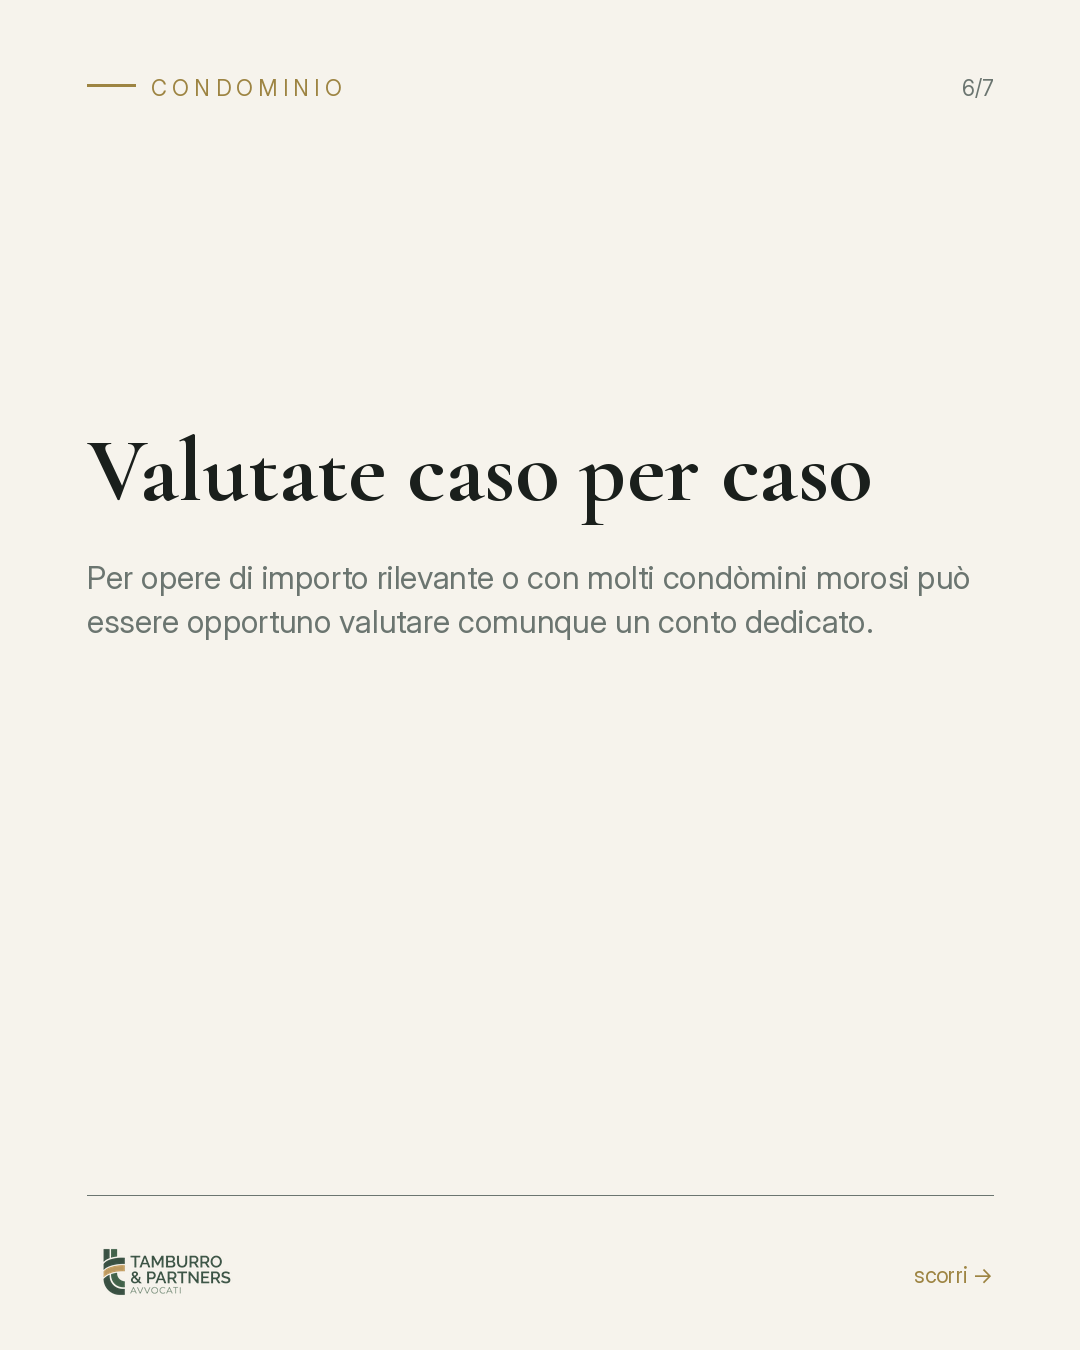 CONDOMINIO
6/7
Valutate caso per caso
Per opere di importo rilevante o con molti condòmini morosi può
essere opportuno valutare comunque un conto dedicato.
TAMBURRO
& PARTNERS
AVVOCATI
scorri →